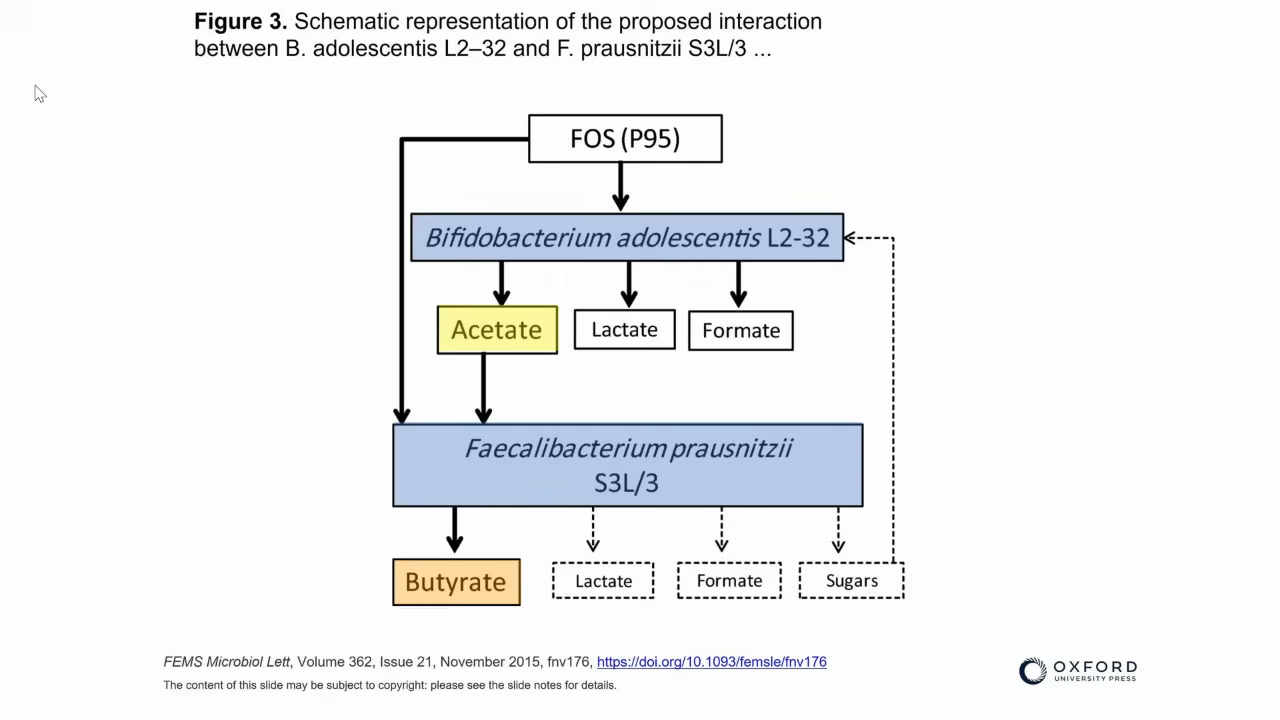 Figure 3. Schematic representation of the proposed interaction
between B. adolescentis L2–32 and F. prausnitzii S3L/3 ...
FOS (P95)
Bifidobacterium adolescentis L2-32
Acetate
Lactate
Formate
Faecalibacterium prausnitzii
S3L/3
Butyrate
Lactate
Formate
Sugars
FEMS Microbiol Lett, Volume 362, Issue 21, November 2015, fnv176, https://doi.org/10.1093/femsle/fnv176
The content of this slide may be subject to copyright: please see the slide notes for details.
OXFORD
UNIVERSITY PRESS